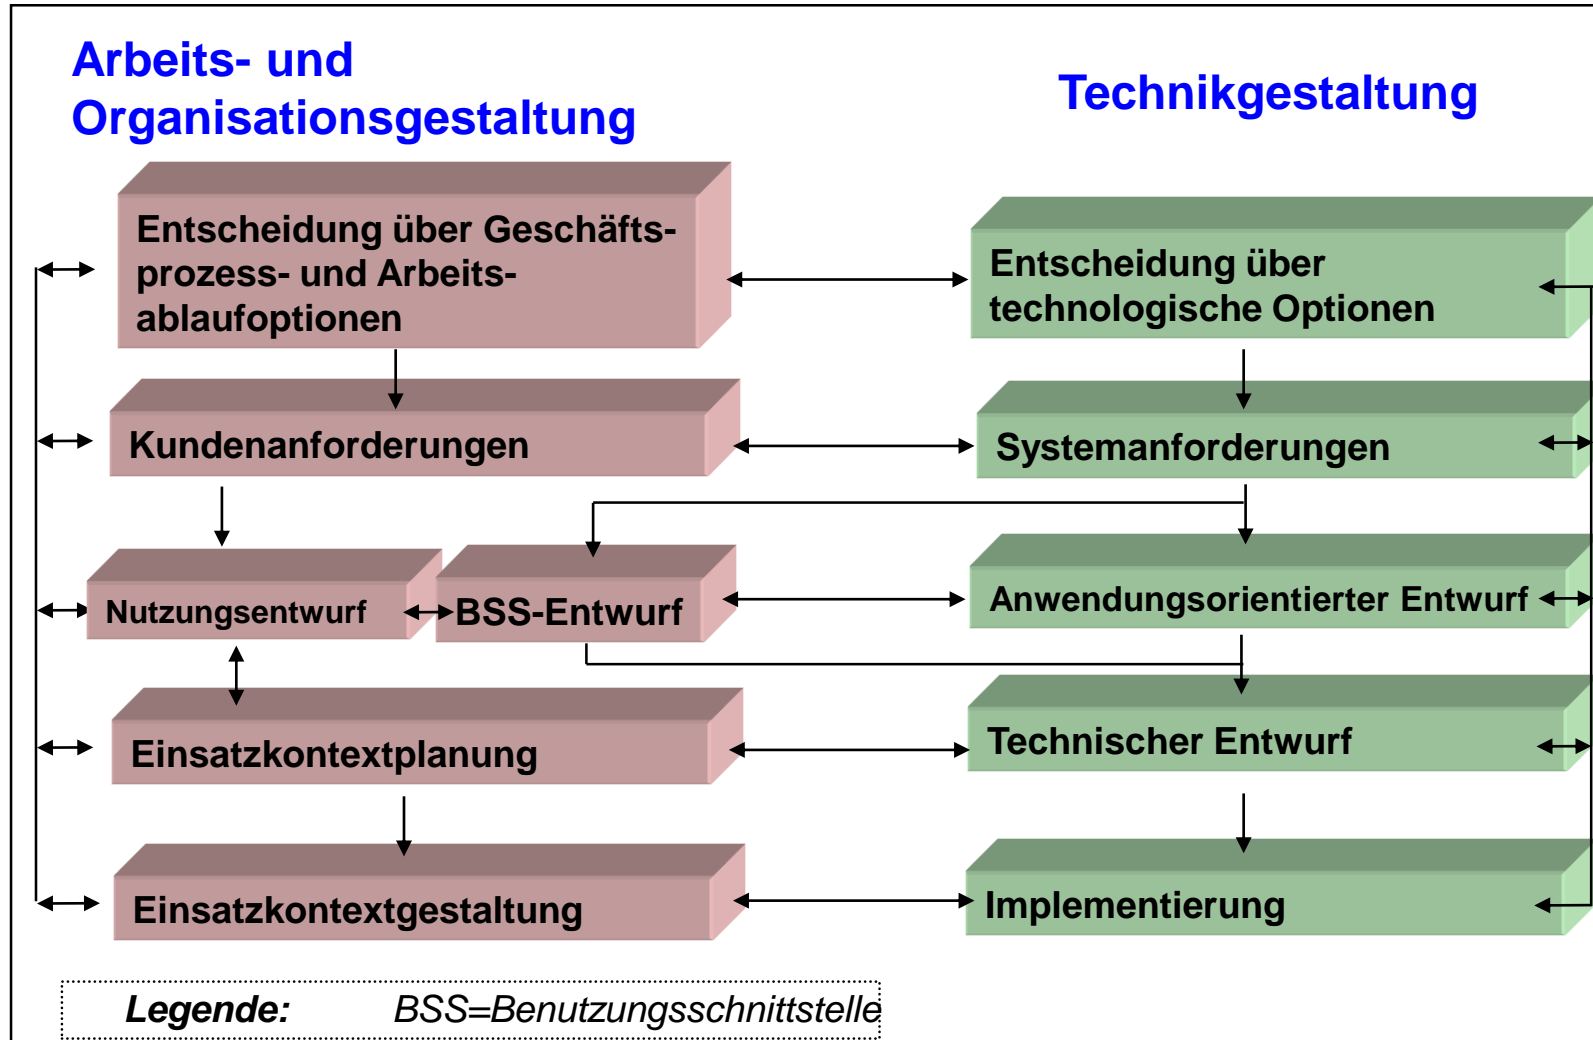 Arbeits- und
Organisationsgestaltung
Technikgestaltung
Entscheidung über Geschäfts-
prozess- und Arbeits-
ablaufoptionen
Entscheidung über
technologische Optionen
Kundenanforderungen
Systemanforderungen
Nutzungsentwurf
BSS-Entwurf
Anwendungsorientierter Entwurf
Einsatzkontextplanung
Technischer Entwurf
Einsatzkontextgestaltung
Implementierung
Legende: BSS=Benutzungsschnittstelle